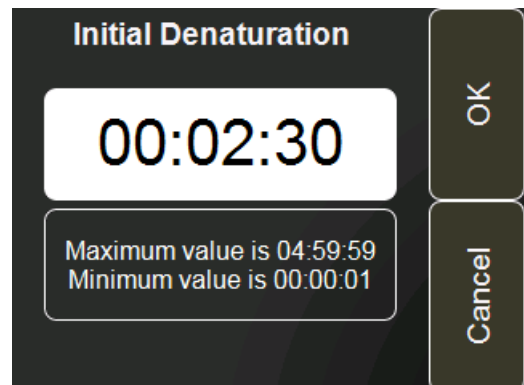 Initial Denaturation
00:02:30
Maximum value is 04:59:59
Minimum value is 00:00:01
OK
Cancel